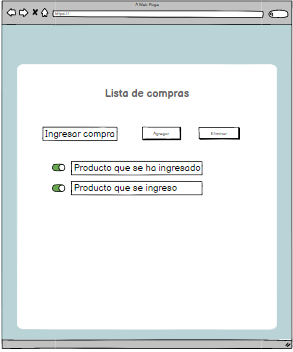 A Web Page
https://
Lista de compras
Ingresar compra
Agregar
Eliminar
Producto que se ha ingresado
Producto que se ingreso